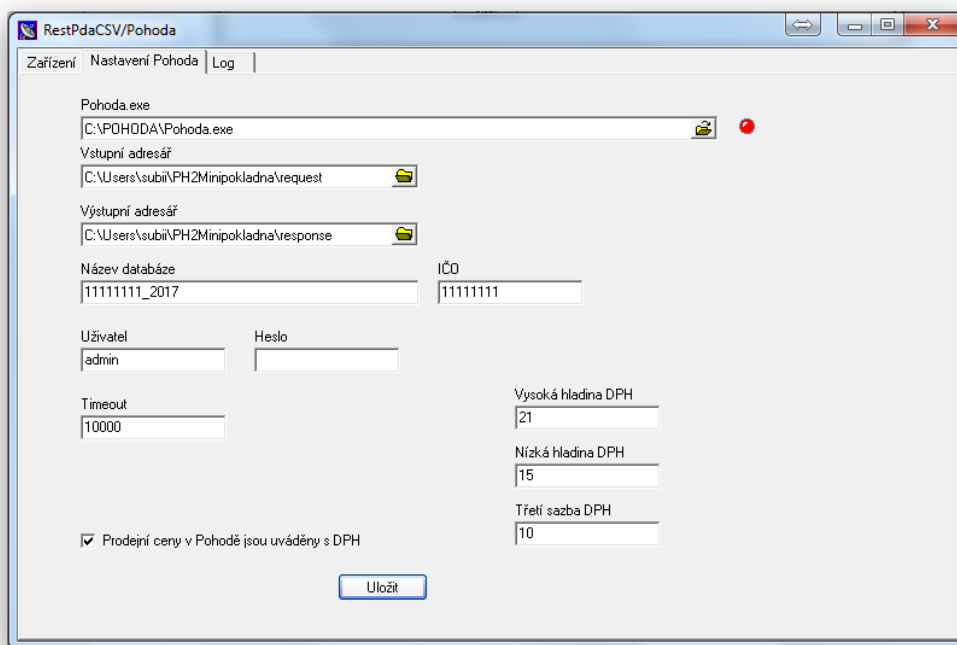 RestPdaCSV/Pohoda
Zařízení Nastavení Pohoda Log
Pohoda.exe
C:\POHODA\Pohoda.exe
Vstupní adresář
C:\Users\subii\PH2Minipokladna\request
Výstupní adresář
C:\Users\subii\PH2Minipokladna\response
Název databáze IČO
11111111_2017 11111111
Uživatel Heslo
admin
Timeout
10000
Vysoká hladina DPH
21
Nízká hladina DPH
15
Třetí sazba DPH
10
Prodejní ceny v Pohodě jsou uváděny s DPH
Uložit